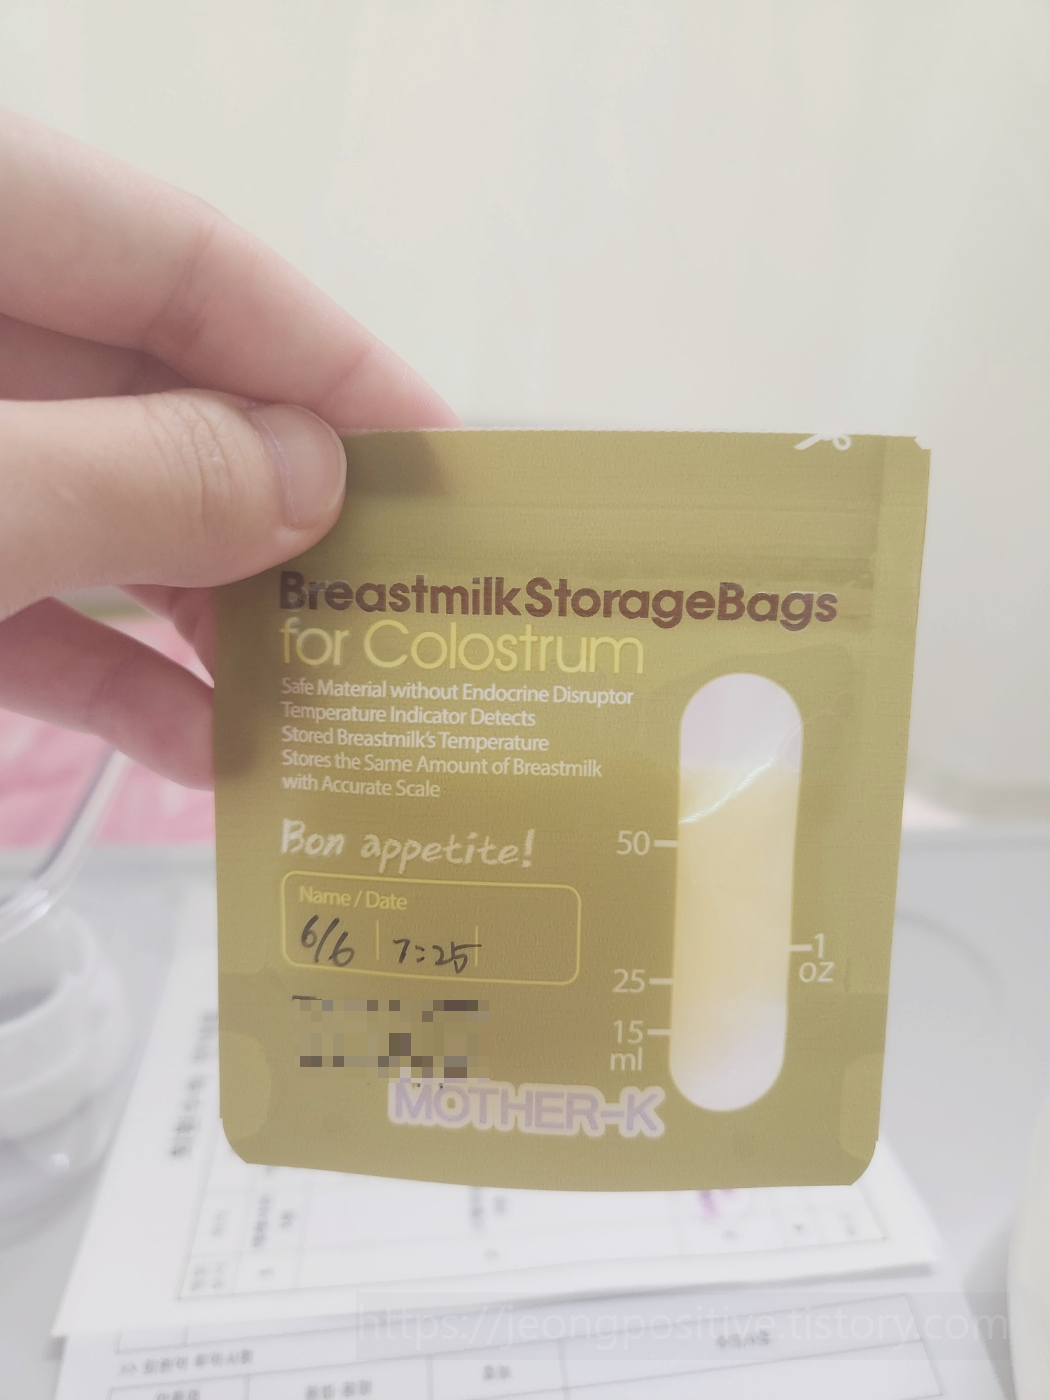 BreastmilkStorageBags
for Colostrum
Safe Material without Endocrine Disruptor
Temperature Indicator Detects
Stored Breastmilk's Temperature
Stores the Same Amount of Breastmilk
with Accurate Scale
Bon appetite!
Name / Date
6/6 7:25
50
25
15
ml
1
oz
MOTHER-K
https://jeongpositive.tistory.com